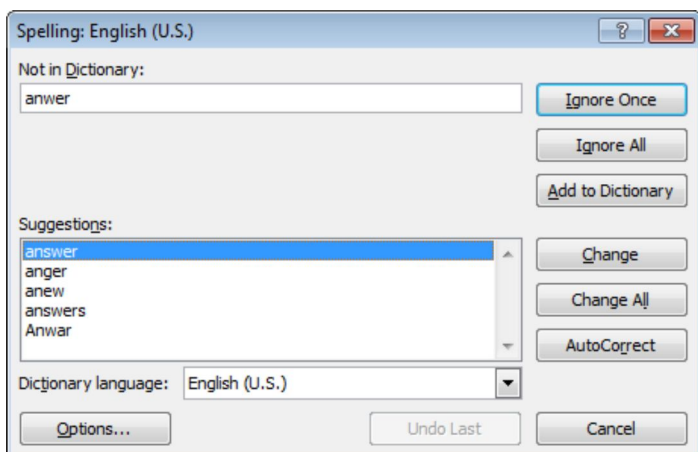 Spelling: English (U.S.)
Not in Dictionary:
anwer
Ignore Once
Ignore All
Add to Dictionary
Suggestions:
answer
anger
anew
answers
Anwar
Change
Change All
AutoCorrect
Dictionary language: English (U.S.)
Options... Undo Last Cancel